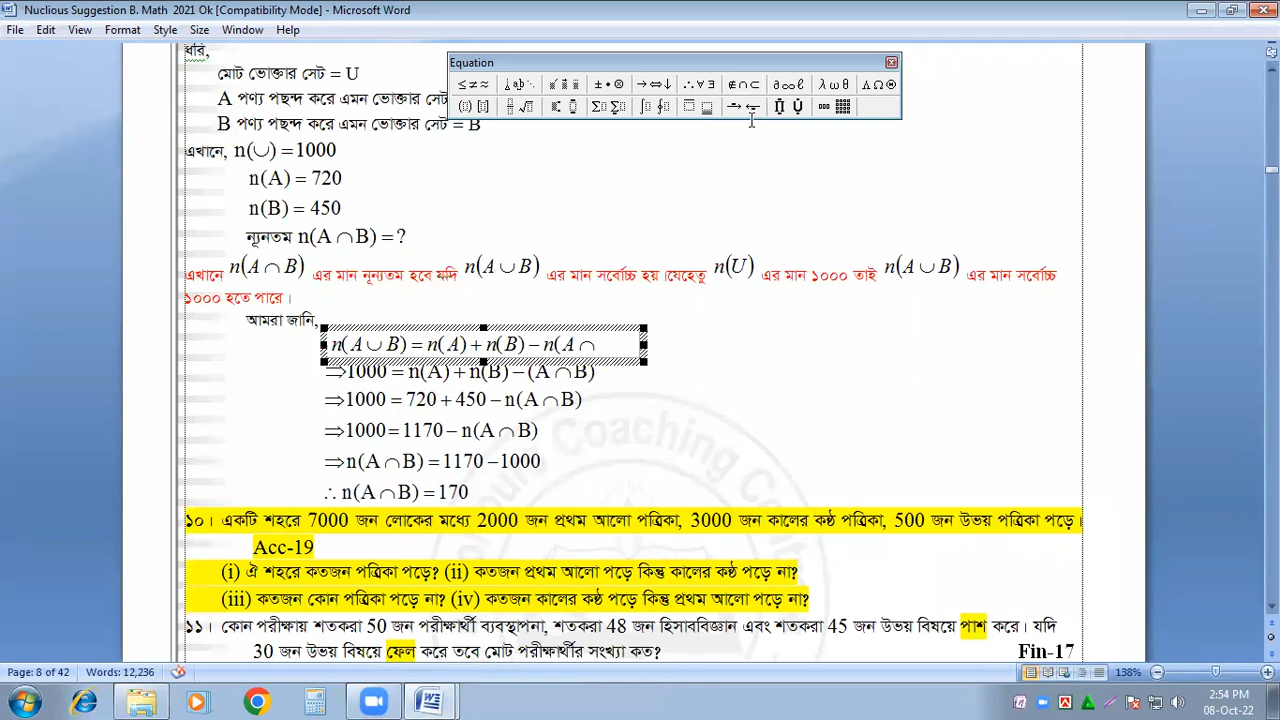 Nuclious Suggestion B. Math  2021 Ok [Compatibility Mode] - Microsoft Word
File Edit View Format Style Size Window Help
ধরি,
Equation
মোট ভোক্তার সেট = U
A পণ্য পছন্দ করে এমন ভোক্তার সেট
B পণ্য পছন্দ করে এমন ভোক্তার সেট = B
এখানে, n(∪) = 1000
n(A) = 720
n(B) = 450
ন্যূনতম n(A ∩ B) = ?
এখানে n(A ∩ B) এর মান নূন্যতম হবে যদি n(A ∪ B) এর মান সর্বোচ্চ হয়।যেহেতু n(U) এর মান ১০০০ তাই n(A ∪ B) এর মান সর্বোচ্চ
১০০০ হতে পারে।
আমরা জানি,
n(A ∪ B) = n(A) + n(B) − n(A ∩
⇒1000 = n(A) + n(B) − (A ∩ B)
⇒1000 = 720 + 450 − n(A ∩ B)
⇒1000 = 1170 − n(A ∩ B)
⇒n(A ∩ B) = 1170 − 1000
∴ n(A ∩ B) = 170
১০। একটি শহরে 7000 জন লোকের মধ্যে 2000 জন প্রথম আলো পত্রিকা, 3000 জন কালের কণ্ঠ পত্রিকা, 500 জন উভয় পত্রিকা পড়ে।
Acc-19
(i) ঐ শহরে কতজন পত্রিকা পড়ে? (ii) কতজন প্রথম আলো পড়ে কিন্তু কালের কণ্ঠ পড়ে না?
(iii) কতজন কোন পত্রিকা পড়ে না? (iv) কতজন কালের কণ্ঠ পড়ে কিন্তু প্রথম আলো পড়ে না?
১১। কোন পরীক্ষায় শতকরা 50 জন পরীক্ষার্থী ব্যবস্থাপনা, শতকরা 48 জন হিসাববিজ্ঞান এবং শতকরা 45 জন উভয় বিষয়ে পাশ করে। যদি
30 জন উভয় বিষয়ে ফেল করে তবে মোট পরীক্ষার্থীর সংখ্যা কত? Fin-17
Page: 8 of 42 Words: 12,236 138%
2:54 PM
08-Oct-22